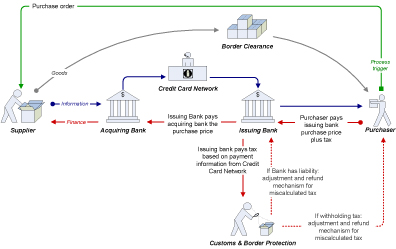 Purchase order
Border Clearance
Process
trigger
Goods
Credit Card Network
$
$
Information
Issuing Bank pays
acquiring bank the
purchase price
Purchaser pays
issuing bank
purchase price
plus tax
Finance
Supplier
Acquiring Bank
Issuing Bank
Purchaser
Issuing bank pays tax
based on payment
information from Credit
Card Network
If Bank has liability:
adjustment and refund
mechanism for
miscalculated tax
If withholding tax:
adjustment and refund
mechanism for
miscalculated tax
Customs & Border Protection